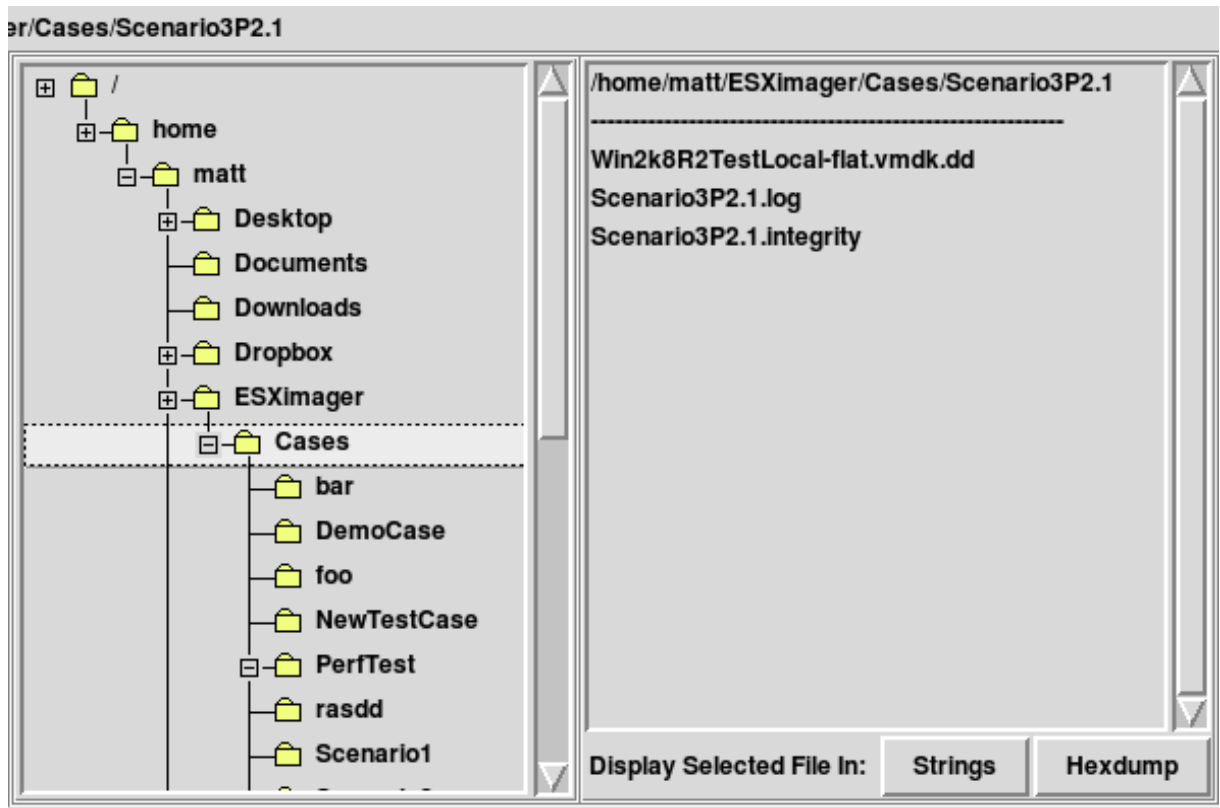 er/Cases/Scenario3P2.1
/
home
matt
Desktop
Documents
Downloads
Dropbox
ESXimager
Cases
bar
DemoCase
foo
NewTestCase
PerfTest
rasdd
Scenario1
/home/matt/ESXimager/Cases/Scenario3P2.1
---------------------------------------------------------
Win2k8R2TestLocal-flat.vmdk.dd
Scenario3P2.1.log
Scenario3P2.1.integrity
Display Selected File In: Strings Hexdump